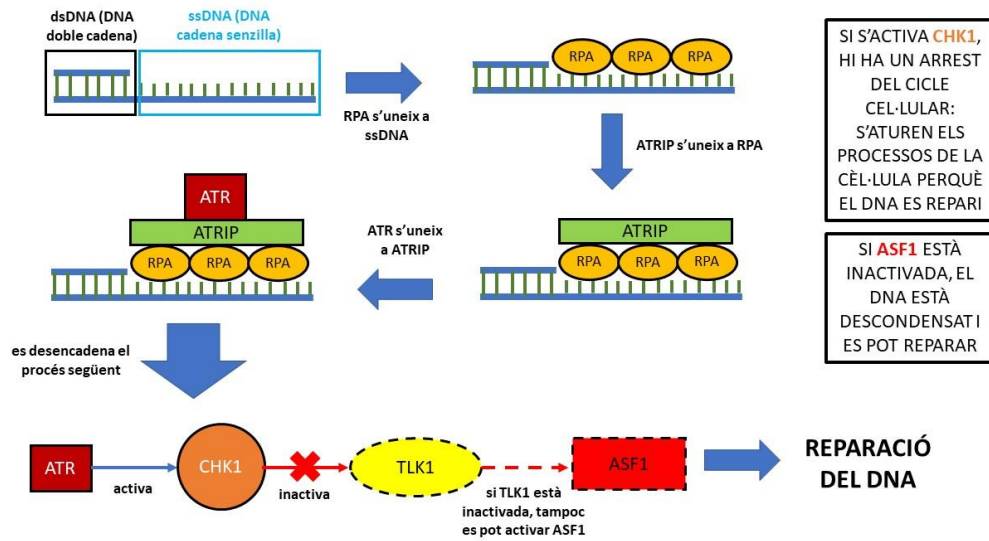 dsDNA (DNA
doble cadena)
ssDNA (DNA
cadena senzilla)
RPA s’uneix a
ssDNA
RPA
RPA
RPA
ATRIP s’uneix a RPA
ATRIP
RPA
RPA
RPA
ATR s’uneix
a ATRIP
ATR
ATRIP
RPA
RPA
RPA
es desencadena el
procés següent
ATR
activa
CHK1
inactiva
TLK1
si TLK1 està
inactivada, tampoc
es pot activar ASF1
ASF1
REPARACIÓ
DEL DNA
SI S’ACTIVA CHK1,
HI HA UN ARREST
DEL CICLE
CEL·LULAR:
S’ATUREN ELS
PROCESSOS DE LA
CÈL·LULA PERQUÈ
EL DNA ES REPARI
SI ASF1 ESTÀ
INACTIVADA, EL
DNA ESTÀ
DESCONDENSAT I
ES POT REPARAR